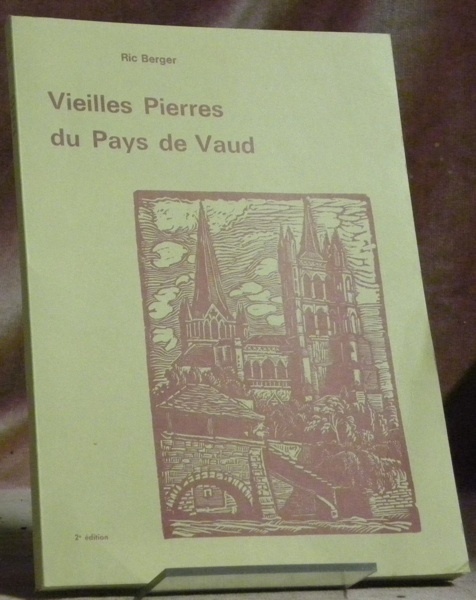 Ric Berger
Vieilles Pierres
du Pays de Vaud
2e édition